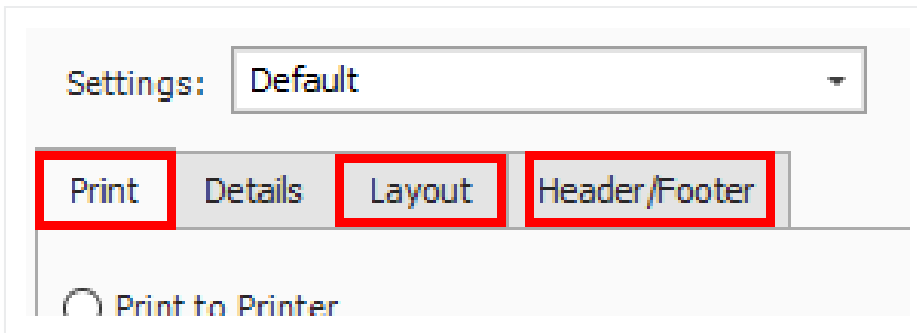 Settings: Default
Print Details Layout Header/Footer
Print to Printer